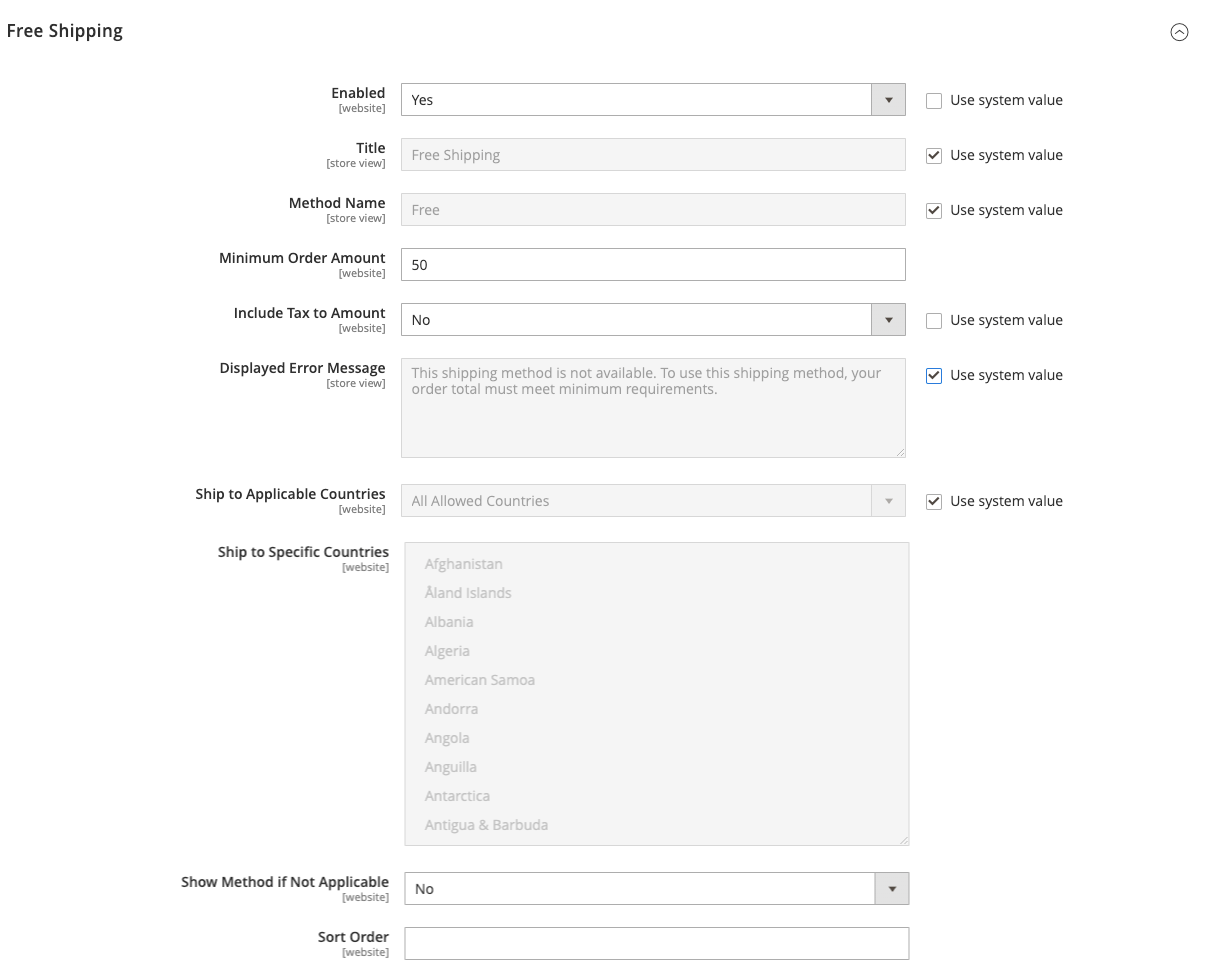 Free Shipping
Enabled
[website]
Yes
Use system value
Title
[store view]
Free Shipping
Use system value
Method Name
[store view]
Free
Use system value
Minimum Order Amount
[website]
50
Include Tax to Amount
[website]
No
Use system value
Displayed Error Message
[store view]
This shipping method is not available. To use this shipping method, your
order total must meet minimum requirements.
Use system value
Ship to Applicable Countries
[website]
All Allowed Countries
Use system value
Ship to Specific Countries
[website]
Afghanistan
Åland Islands
Albania
Algeria
American Samoa
Andorra
Angola
Anguilla
Antarctica
Antigua & Barbuda
Show Method if Not Applicable
[website]
No
Sort Order
[website]